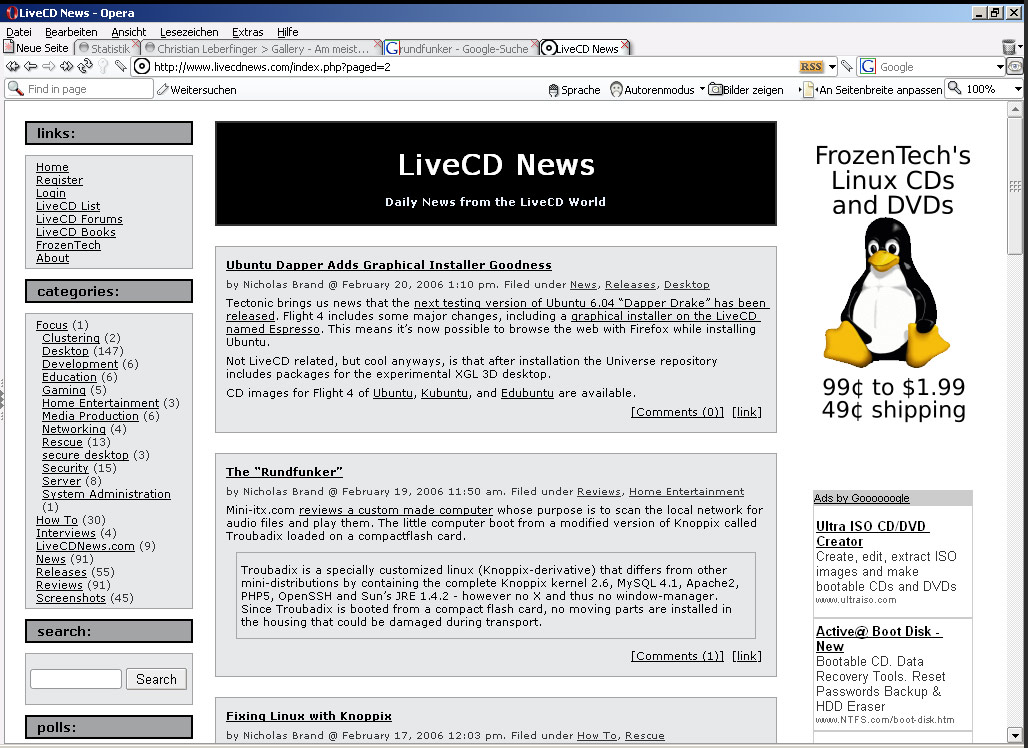 LiveCD News - Opera
Datei Bearbeiten Ansicht Lesezeichen Extras Hilfe
Neue Seite Statistik Christian Leberfinger > Gallery - Am meist... rundfunker - Google-Suche LiveCD News
http://www.livecdnews.com/index.php?paged=2 RSS G Google
Find in page Weitersuchen Sprache Autorenmodus Bilder zeigen An Seitenbreite anpassen 100%
links:
Home
Register
Login
LiveCD List
LiveCD Forums
LiveCD Books
FrozenTech
About
categories:
Focus (1)
Clustering (2)
Desktop (147)
Development (6)
Education (6)
Gaming (5)
Home Entertainment (3)
Media Production (6)
Networking (4)
Rescue (13)
secure desktop (3)
Security (15)
Server (8)
System Administration
(1)
How To (30)
Interviews (4)
LiveCDNews.com (9)
News (91)
Releases (55)
Reviews (91)
Screenshots (45)
search:
Search
polls:
LiveCD News
Daily News from the LiveCD World
Ubuntu Dapper Adds Graphical Installer Goodness
by Nicholas Brand @ February 20, 2006 1:10 pm. Filed under News, Releases, Desktop
Tectonic brings us news that the next testing version of Ubuntu 6.04 “Dapper Drake” has been
released. Flight 4 includes some major changes, including a graphical installer on the LiveCD
named Espresso. This means it’s now possible to browse the web with Firefox while installing
Ubuntu.
Not LiveCD related, but cool anyways, is that after installation the Universe repository
includes packages for the experimental XGL 3D desktop.
CD images for Flight 4 of Ubuntu, Kubuntu, and Edubuntu are available.
[Comments (0)] [link]
The “Rundfunker”
by Nicholas Brand @ February 19, 2006 11:50 am. Filed under Reviews, Home Entertainment
Mini-itx.com reviews a custom made computer whose purpose is to scan the local network for
audio files and play them. The little computer boot from a modified version of Knoppix called
Troubadix loaded on a compactflash card.
Troubadix is a specially customized linux (Knoppix-derivative) that differs from other
mini-distributions by containing the complete Knoppix kernel 2.6, MySQL 4.1, Apache2,
PHP5, OpenSSH and Sun’s JRE 1.4.2 - however no X and thus no window-manager.
Since Troubadix is booted from a compact flash card, no moving parts are installed in
the housing that could be damaged during transport.
[Comments (1)] [link]
Fixing Linux with Knoppix
by Nicholas Brand @ February 17, 2006 12:03 pm. Filed under How To, Rescue
FrozenTech's
Linux CDs
and DVDs
99¢ to $1.99
49¢ shipping
Ads by Goooooogle
Ultra ISO CD/DVD
Creator
Create, edit, extract ISO
images and make
bootable CDs and DVDs
www.ultraiso.com
Active@ Boot Disk -
New
Bootable CD. Data
Recovery Tools. Reset
Passwords Backup &
HDD Eraser
www.NTFS.com/boot-disk.htm